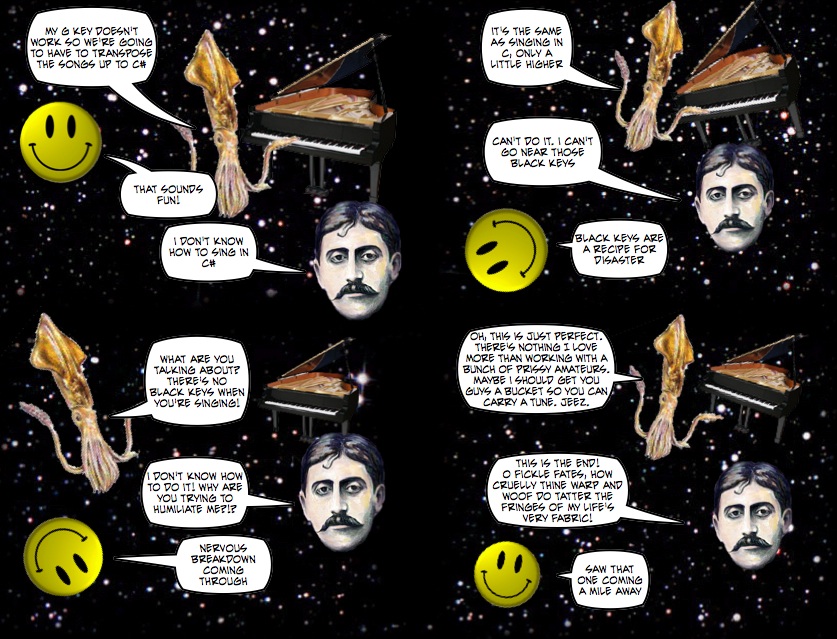 MY G KEY DOESN'T
WORK SO WE'RE GOING
TO HAVE TO TRANSPOSE
THE SONGS UP TO C#
THAT SOUNDS
FUN!
I DON'T KNOW
HOW TO SING IN
C#
IT'S THE SAME
AS SINGING IN
C, ONLY A
LITTLE HIGHER
CAN'T DO IT. I CAN'T
GO NEAR THOSE
BLACK KEYS
BLACK KEYS ARE
A RECIPE FOR
DISASTER
WHAT ARE YOU
TALKING ABOUT?
THERE'S NO
BLACK KEYS WHEN
YOU'RE SINGING!
I DON'T KNOW HOW
TO DO IT! WHY ARE
YOU TRYING TO
HUMILIATE ME?!?
NERVOUS
BREAKDOWN
COMING
THROUGH
OH, THIS IS JUST PERFECT.
THERE'S NOTHING I LOVE
MORE THAN WORKING WITH A
BUNCH OF PRISSY AMATEURS.
MAYBE I SHOULD GET YOU
GUYS A BUCKET SO YOU CAN
CARRY A TUNE. JEEZ.
THIS IS THE END!
O FICKLE FATES, HOW
CRUELLY THINE WARP AND
WOOF DO TATTER THE
FRINGES OF MY LIFE'S
VERY FABRIC!
SAW THAT
ONE COMING
A MILE AWAY